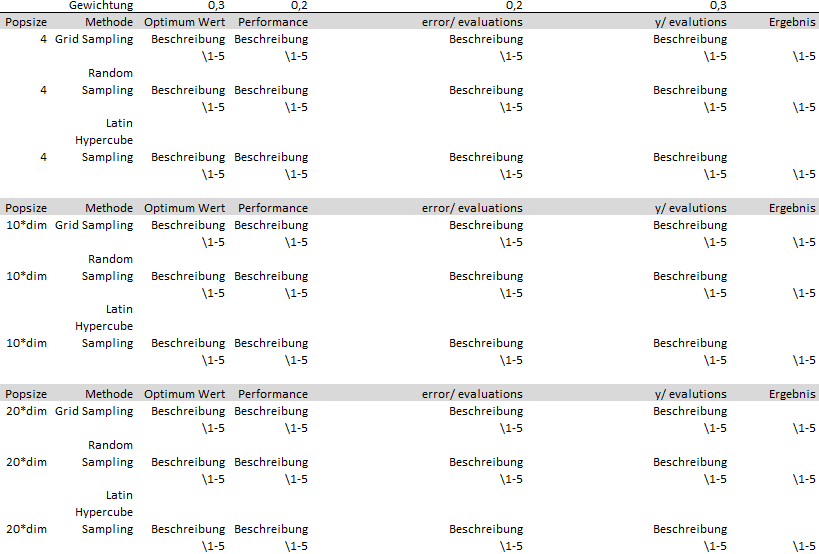 Gewichtung 0,3 0,2 0,2 0,3
Popsize Methode Optimum Wert Performance error/ evaluations y/ evalutions Ergebnis
4 Grid Sampling Beschreibung Beschreibung Beschreibung Beschreibung
\1-5 \1-5 \1-5 \1-5 \1-5
Random
4 Sampling Beschreibung Beschreibung Beschreibung Beschreibung
\1-5 \1-5 \1-5 \1-5 \1-5
Latin
Hypercube
4 Sampling Beschreibung Beschreibung Beschreibung Beschreibung
\1-5 \1-5 \1-5 \1-5 \1-5
Popsize Methode Optimum Wert Performance error/ evaluations y/ evalutions Ergebnis
10*dim Grid Sampling Beschreibung Beschreibung Beschreibung Beschreibung
\1-5 \1-5 \1-5 \1-5 \1-5
Random
10*dim Sampling Beschreibung Beschreibung Beschreibung Beschreibung
\1-5 \1-5 \1-5 \1-5 \1-5
Latin
Hypercube
10*dim Sampling Beschreibung Beschreibung Beschreibung Beschreibung
\1-5 \1-5 \1-5 \1-5 \1-5
Popsize Methode Optimum Wert Performance error/ evaluations y/ evalutions Ergebnis
20*dim Grid Sampling Beschreibung Beschreibung Beschreibung Beschreibung
\1-5 \1-5 \1-5 \1-5 \1-5
Random
20*dim Sampling Beschreibung Beschreibung Beschreibung Beschreibung
\1-5 \1-5 \1-5 \1-5 \1-5
Latin
Hypercube
20*dim Sampling Beschreibung Beschreibung Beschreibung Beschreibung
\1-5 \1-5 \1-5 \1-5 \1-5